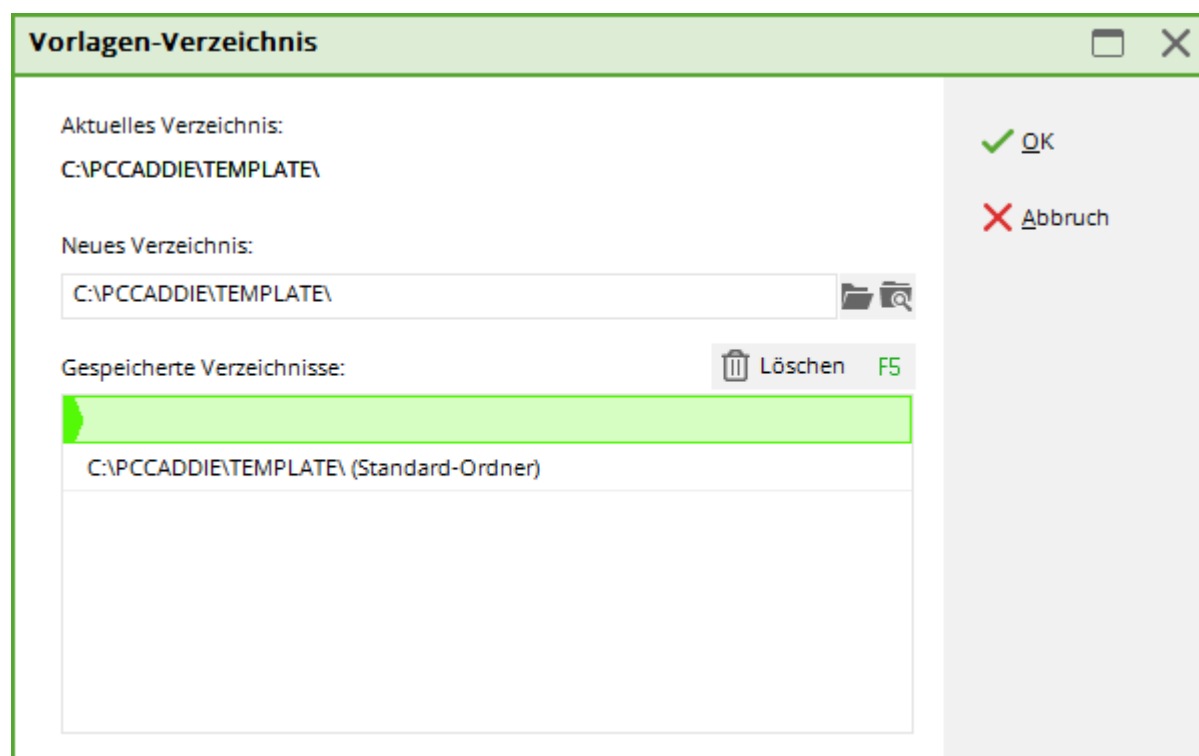 Vorlagen-Verzeichnis
Aktuelles Verzeichnis:
C:\PCCADDIE\TEMPLATE\
OK
Abbruch
Neues Verzeichnis:
C:\PCCADDIE\TEMPLATE\
Gespeicherte Verzeichnisse:
Löschen F5
C:\PCCADDIE\TEMPLATE\ (Standard-Ordner)